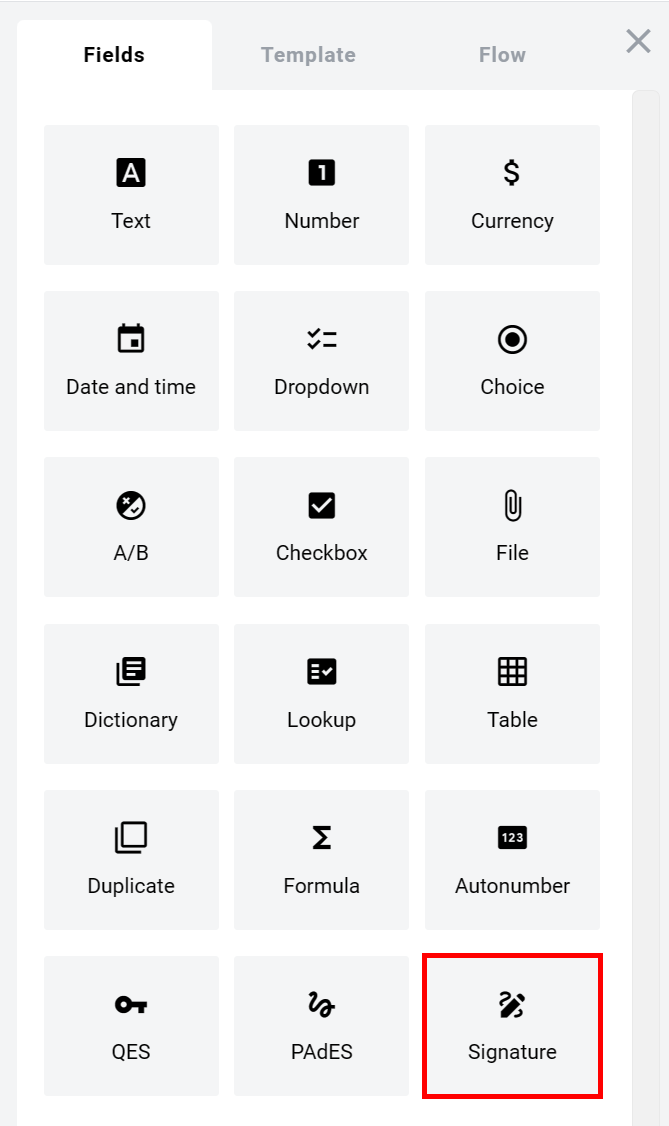 Fields Template Flow
A 1 $
Text Number Currency
Date and time Dropdown Choice
A/B Checkbox File
Dictionary Lookup Table
123
Duplicate Formula Autonumber
QES PAdES Signature